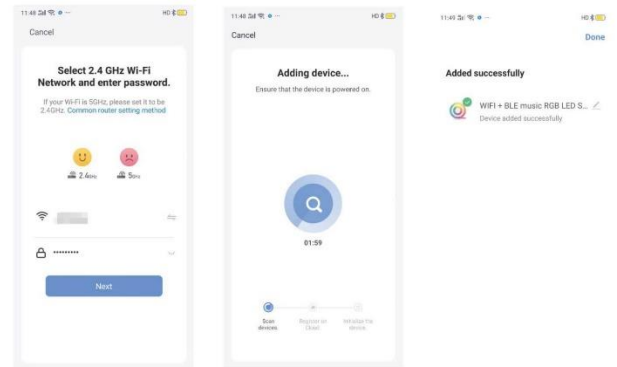 11:48
HD
Cancel
Select 2.4 GHz Wi-Fi
Network and enter password.
If your Wi-Fi is 5GHz, please set it to be
2.4GHz. Common router setting method
2.4GHz
5GHz
Next
11:48
HD
Cancel
Adding device...
Ensure that the device is powered on.
01:59
Scan
devices.
Register on
Cloud.
Initialize the
device.
11:49
HD
Done
Added successfully
WIFI + BLE music RGB LED S...
Device added successfully